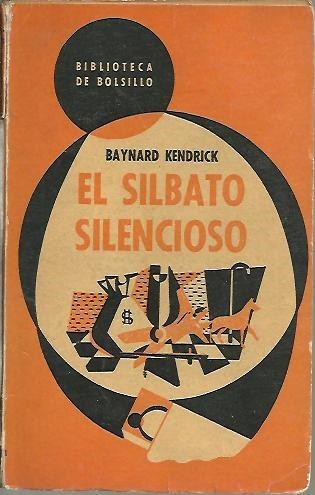 BIBLIOTECA
DE BOLSILLO
BAYNARD KENDRICK
EL SILBATO
SILENCIOSO
$